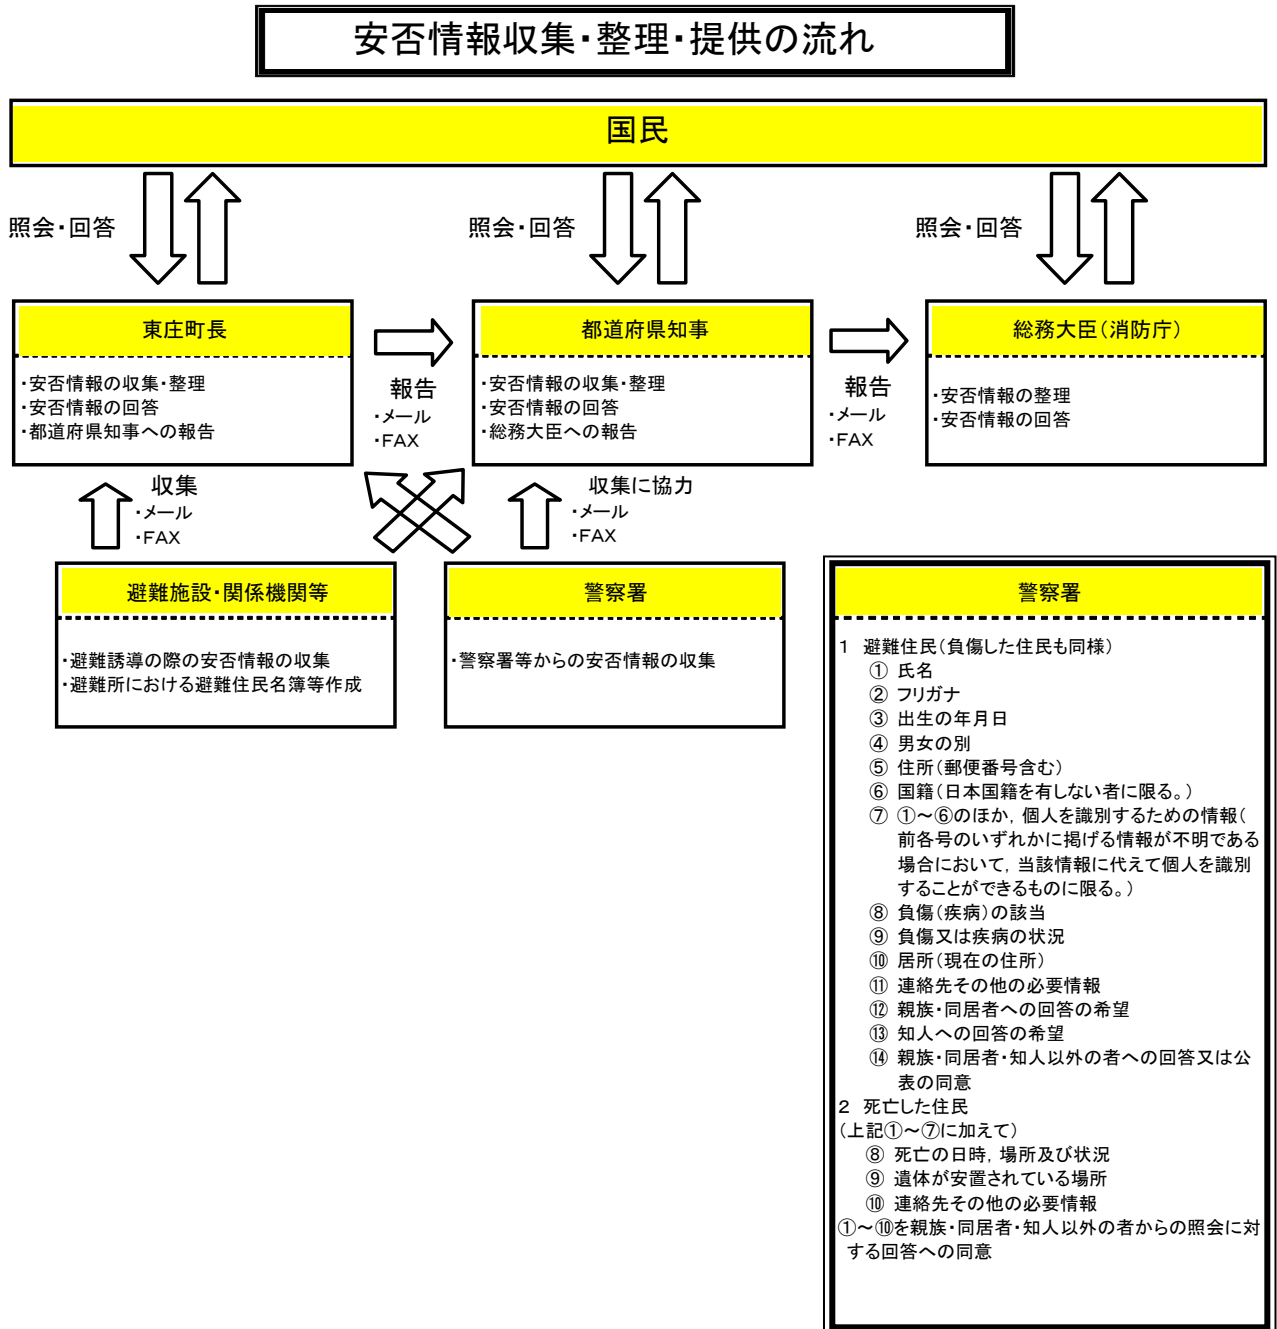 安否情報収集・整理・提供の流れ
国民
照会・回答
照会・回答
照会・回答
東庄町長
・安否情報の収集・整理
・安否情報の回答
・都道府県知事への報告
報告
・メール
・FAX
都道府県知事
・安否情報の収集・整理
・安否情報の回答
・総務大臣への報告
報告
・メール
・FAX
総務大臣(消防庁)
・安否情報の整理
・安否情報の回答
収集
・メール
・FAX
収集に協力
・メール
・FAX
避難施設・関係機関等
・避難誘導の際の安否情報の収集
・避難所における避難住民名簿等作成
警察署
・警察署等からの安否情報の収集
警察署
1 避難住民(負傷した住民も同様)
① 氏名
② フリガナ
③ 出生の年月日
④ 男女の別
⑤ 住所(郵便番号含む)
⑥ 国籍(日本国籍を有しない者に限る。)
⑦ ①～⑥のほか,個人を識別するための情報(
前各号のいずれかに掲げる情報が不明である
場合において,当該情報に代えて個人を識別
することができるものに限る。)
⑧ 負傷(疾病)の該当
⑨ 負傷又は疾病の状況
⑩ 居所(現在の住所)
⑪ 連絡先その他の必要情報
⑫ 親族・同居者への回答の希望
⑬ 知人への回答の希望
⑭ 親族・同居者・知人以外の者への回答又は公
表の同意
2 死亡した住民
(上記①～⑦に加えて)
⑧ 死亡の日時,場所及び状況
⑨ 遺体が安置されている場所
⑩ 連絡先その他の必要情報
①～⑩を親族・同居者・知人以外の者からの照会に対
する回答への同意